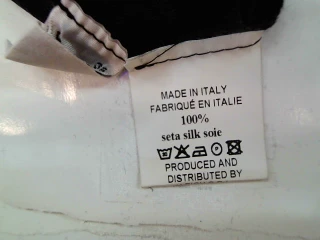 MADE IN ITALY
FABRIQUÉ EN ITALIE
100%
seta silk soie
PRODUCED AND
DISTRIBUTED BY